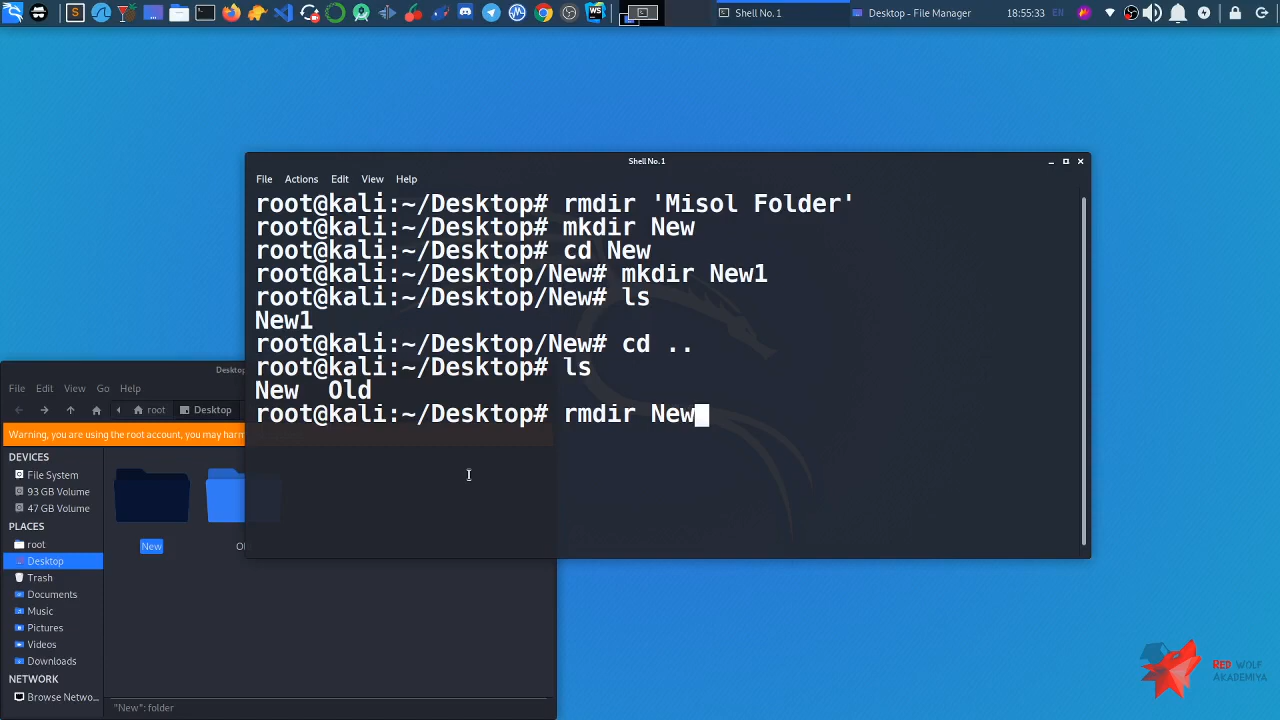 Shell No. 1
Desktop - File Manager
18:55:33
EN
Shell No. 1
File Actions Edit View Help
root@kali:~/Desktop# rmdir 'Misol Folder'
root@kali:~/Desktop# mkdir New
root@kali:~/Desktop# cd New
root@kali:~/Desktop/New# mkdir New1
root@kali:~/Desktop/New# ls
New1
root@kali:~/Desktop/New# cd ..
root@kali:~/Desktop# ls
New Old
root@kali:~/Desktop# rmdir New
File Edit View Go Help
root Desktop
Warning, you are using the root account, you may harm
DEVICES
File System
93 GB Volume
47 GB Volume
PLACES
root
Desktop
Trash
Documents
Music
Pictures
Videos
Downloads
NETWORK
Browse Netwo...
New
"New": folder
RED WOLF
AKADEMIYA